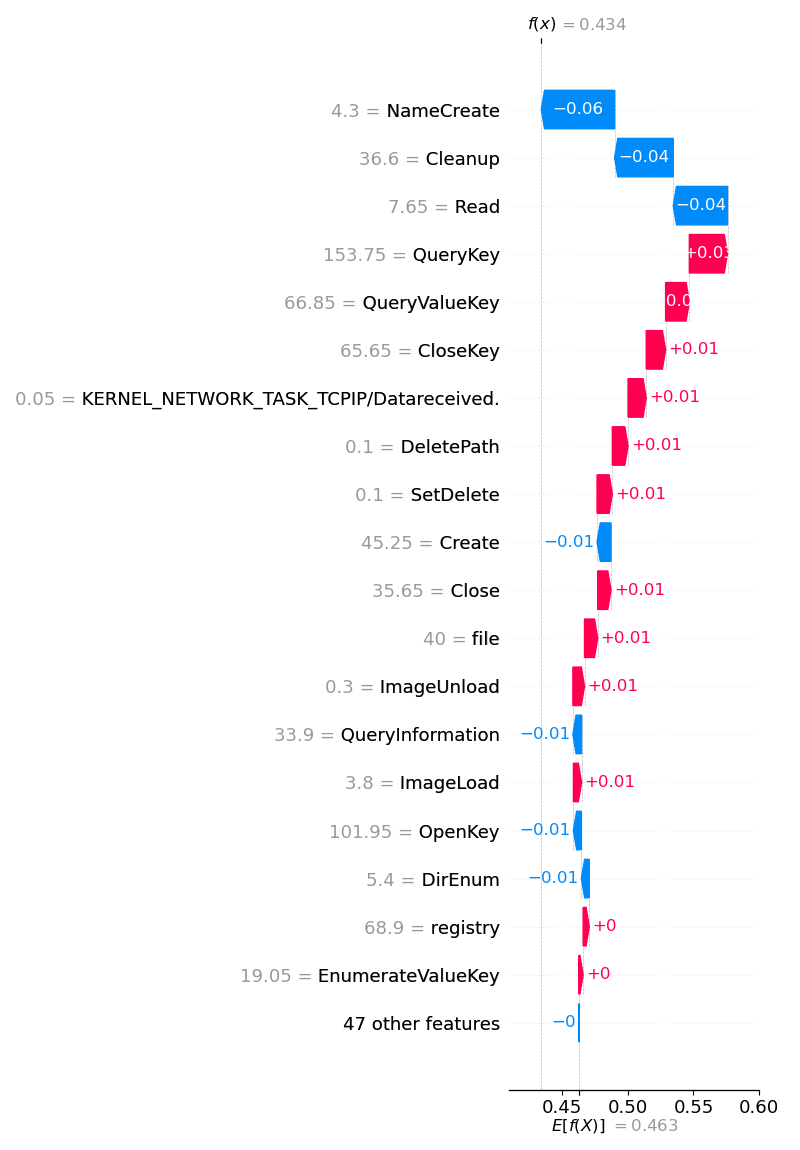 f(x) = 0.434
4.3 = NameCreate −0.06
36.6 = Cleanup −0.04
7.65 = Read −0.04
153.75 = QueryKey +0.03
66.85 = QueryValueKey
65.65 = CloseKey +0.01
0.05 = KERNEL_NETWORK_TASK_TCPIP/Datareceived. +0.01
0.1 = DeletePath +0.01
0.1 = SetDelete +0.01
45.25 = Create −0.01
35.65 = Close +0.01
40 = file +0.01
0.3 = ImageUnload +0.01
33.9 = QueryInformation −0.01
3.8 = ImageLoad +0.01
101.95 = OpenKey −0.01
5.4 = DirEnum −0.01
68.9 = registry +0
19.05 = EnumerateValueKey +0
47 other features −0
0.45 0.50 0.55 0.60
E[f(X)] = 0.463